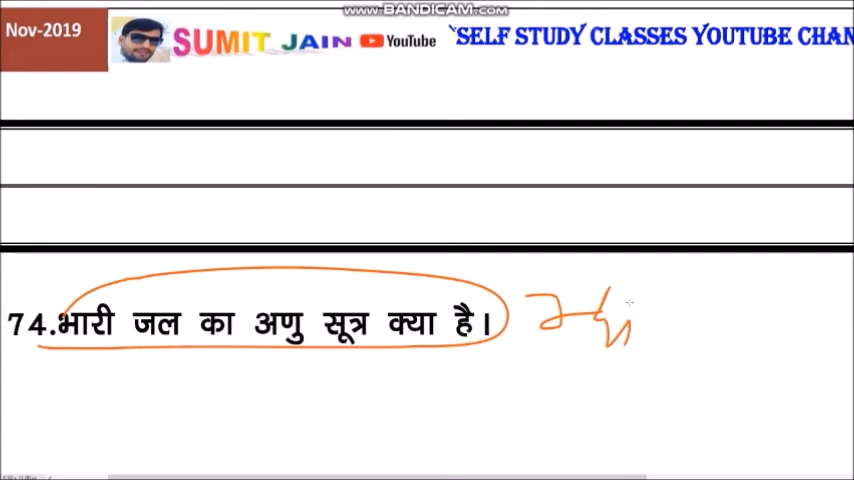 WWW.BANDICAM.COM
Nov-2019 SUMIT JAIN YouTube "SELF STUDY CLASSES YOUTUBE CHAN
74.भारी जल का अणु सूत्र क्या है।